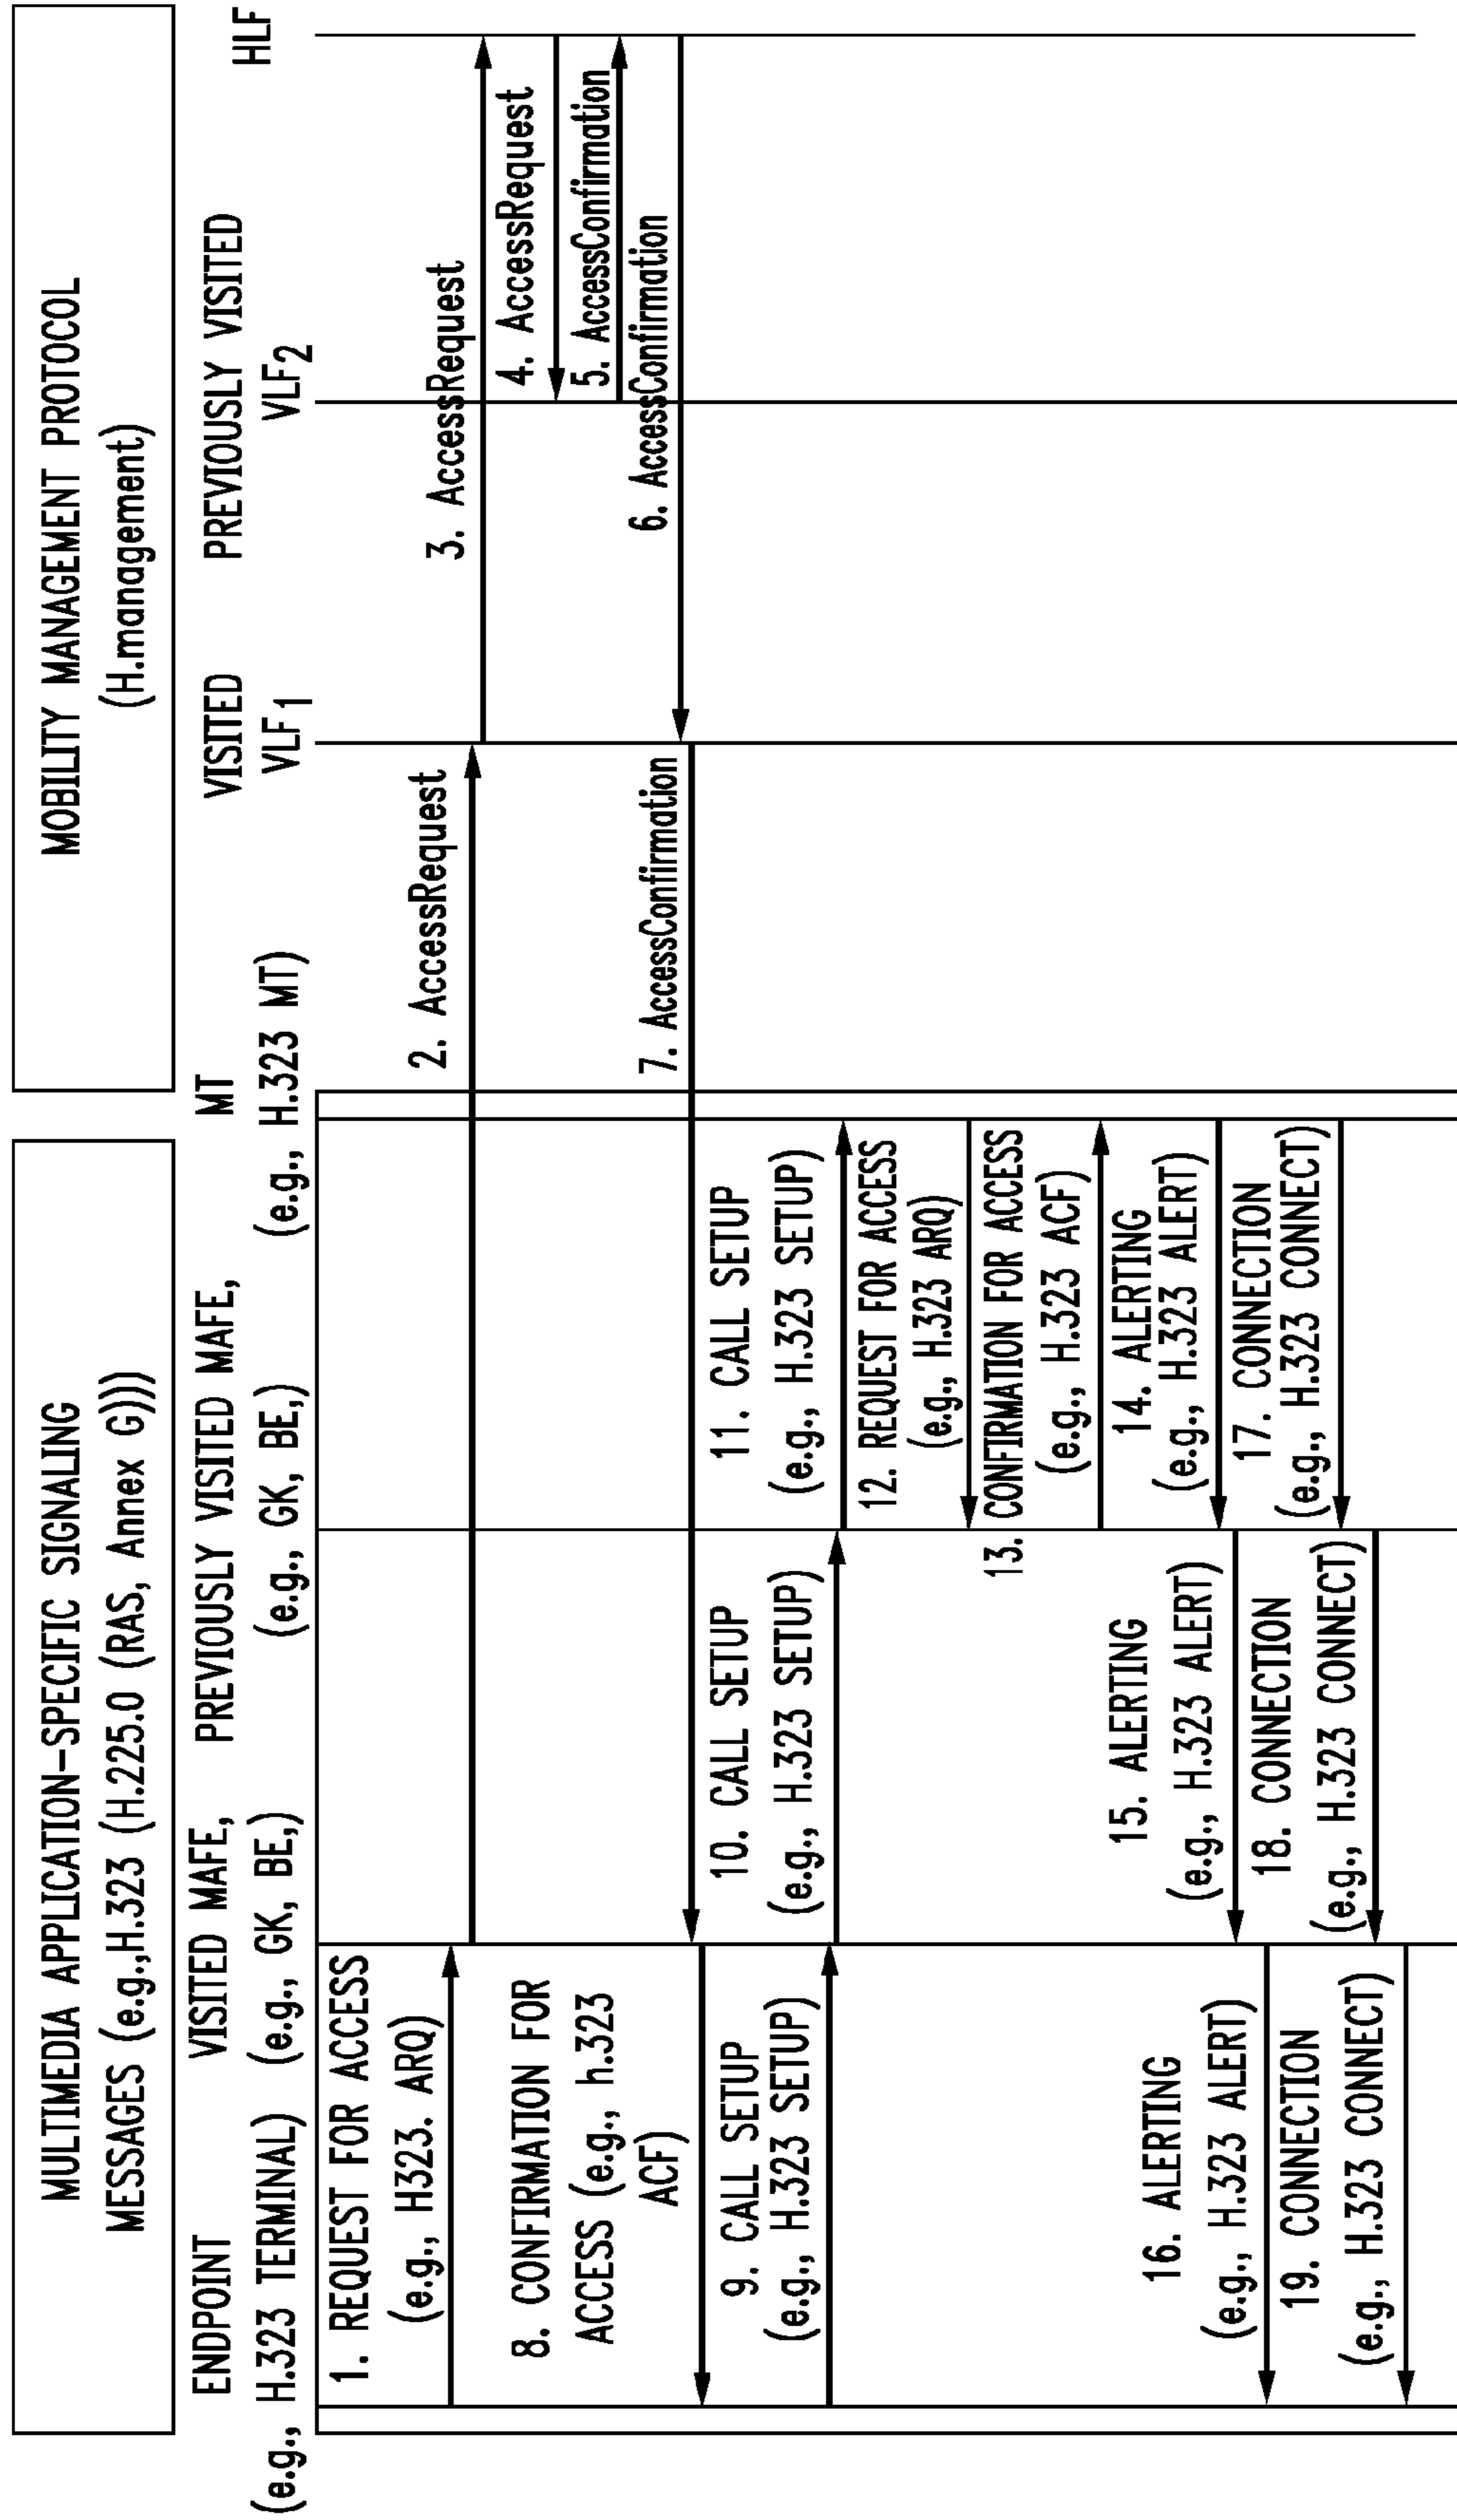 MULTIMEDIA APPLICATION-SPECIFIC SIGNALING
MESSAGES (e.g.,H.323 (H.225.0 (RAS, Annex G)))
MOBILITY MANAGEMENT PROTOCOL
(H.management)
ENDPOINT
(e.g., H.323 TERMINAL)
VISITED MAFE,
(e.g., GK, BE,)
PREVIOUSLY VISITED MAFE,
(e.g., GK, BE,)
MT
(e.g., H.323 MT)
VISITED
VLF1
PREVIOUSLY VISITED
VLF2
HLF
1. REQUEST FOR ACCESS
(e.g., H323. ARQ)
2. AccessRequest
3. AccessRequest
4. AccessRequest
5. AccessConfirmation
6. AccessConfirmation
7. AccessConfirmation
8. CONFIRMATION FOR
ACCESS (e.g., h.323
ACF)
9. CALL SETUP
(e.g., H.323 SETUP)
10. CALL SETUP
(e.g., H.323 SETUP)
11. CALL SETUP
(e.g., H.323 SETUP)
12. REQUEST FOR ACCESS
(e.g., H.323 ARQ)
13. CONFIRMATION FOR ACCESS
(e.g., H.323 ACF)
14. ALERTING
(e.g., H.323 ALERT)
15. ALERTING
(e.g., H.323 ALERT)
16. ALERTING
(e.g., H.323 ALERT)
17. CONNECTION
(e.g., H.323 CONNECT)
18. CONNECTION
(e.g., H.323 CONNECT)
19. CONNECTION
(e.g., H.323 CONNECT)